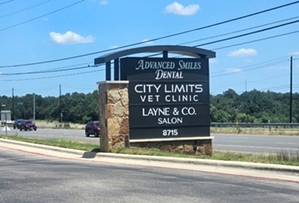 ADVANCED SMILES
DENTAL
CITY LIMITS
VET CLINIC
LAYNE & CO.
SALON
8715